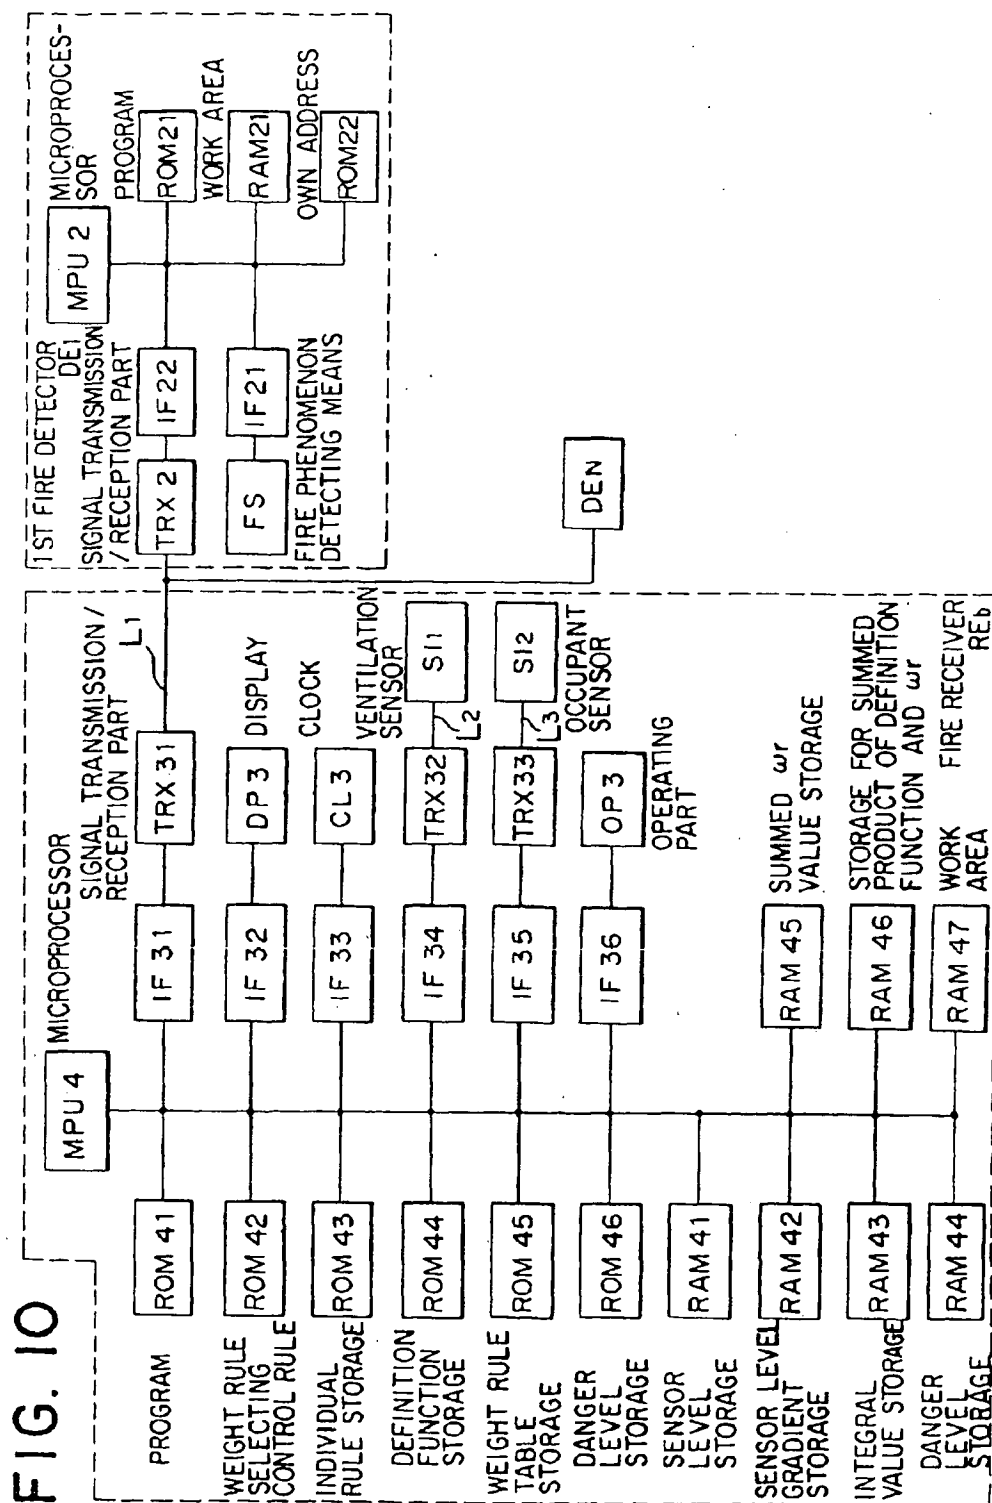 FIG. 10
MPU 4
MICROPROCESSOR
PROGRAM
ROM 41
IF 31
TRX 31
SIGNAL TRANSMISSION/
RECEPTION PART
L1
WEIGHT RULE
SELECTING
CONTROL RULE
ROM 42
IF 32
DP 3
DISPLAY
INDIVIDUAL
RULE STORAGE
ROM 43
IF 33
CL 3
CLOCK
DEFINITION
FUNCTION
STORAGE
ROM 44
IF 34
TRX32
L2
S11
VENTILATION
SENSOR
WEIGHT RULE
TABLE
STORAGE
ROM 45
IF 35
TRX33
L3
S12
OCCUPANT
SENSOR
DANGER
LEVEL
STORAGE
ROM 46
IF 36
OP 3
OPERATING
PART
SENSOR
LEVEL
STORAGE
RAM 41
SENSOR LEVEL
GRADIENT
STORAGE
RAM 42
RAM 45
SUMMED ωr
VALUE STORAGE
INTEGRAL
VALUE STORAGE
RAM 43
RAM 46
STORAGE FOR SUMMED
PRODUCT OF DEFINITION
FUNCTION AND ωr
DANGER
LEVEL
STORAGE
RAM 44
RAM 47
WORK
AREA
FIRE RECEIVER
REb
1ST FIRE DETECTOR
DE1
SIGNAL TRANSMISSION
/RECEPTION PART
MPU 2
MICROPROCES-
SOR
TRX 2
IF22
PROGRAM
ROM21
FS
IF21
WORK AREA
RAM21
FIRE PHENOMENON
DETECTING MEANS
OWN ADDRESS
ROM22
DEN